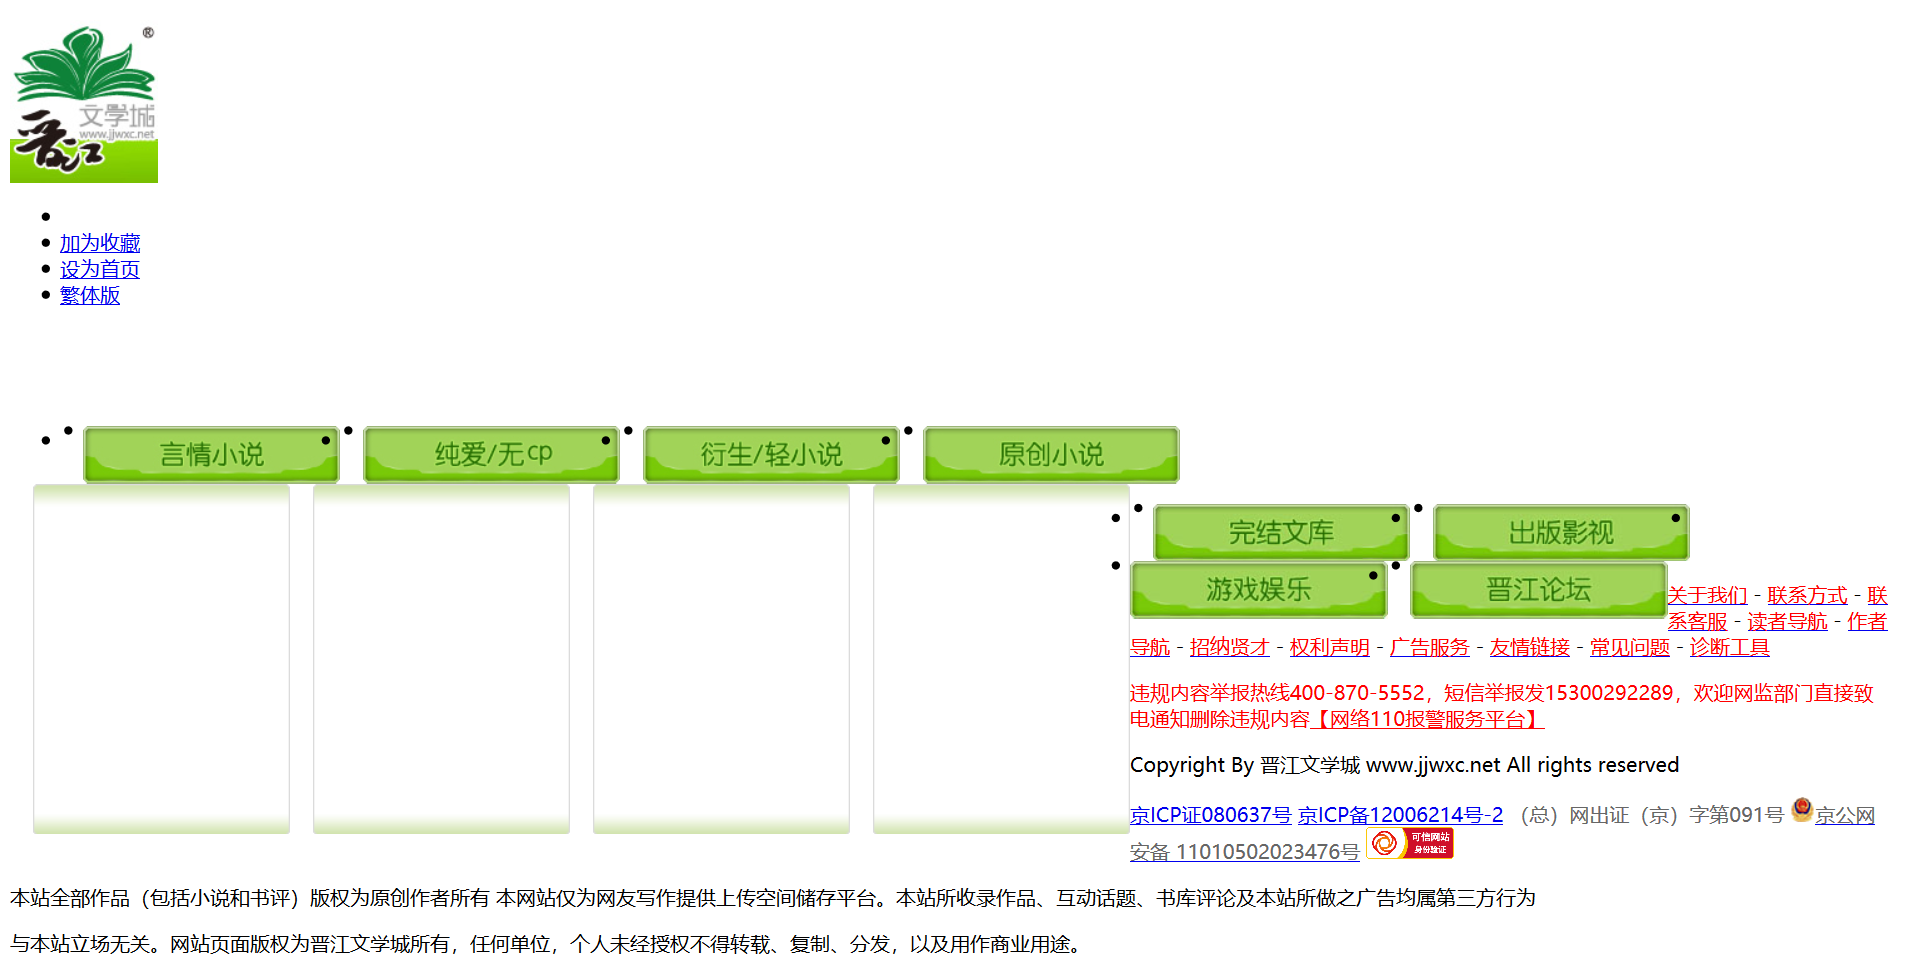 ®
文学城
www.jjwxc.net
晋江
加为收藏
设为首页
繁体版
言情小说
纯爱/无cp
衍生/轻小说
原创小说
完结文库
出版影视
游戏娱乐
晋江论坛
关于我们 - 联系方式 - 联
系客服 - 读者导航 - 作者
导航 - 招纳贤才 - 权利声明 - 广告服务 - 友情链接 - 常见问题 - 诊断工具
违规内容举报热线400-870-5552，短信举报发15300292289，欢迎网监部门直接致
电通知删除违规内容【网络110报警服务平台】
Copyright By 晋江文学城 www.jjwxc.net All rights reserved
京ICP证080637号 京ICP备12006214号-2 （总）网出证（京）字第091号 京公网
安备 11010502023476号
可信网站
身份验证
本站全部作品（包括小说和书评）版权为原创作者所有 本网站仅为网友写作提供上传空间储存平台。本站所收录作品、互动话题、书库评论及本站所做之广告均属第三方行为
与本站立场无关。网站页面版权为晋江文学城所有，任何单位，个人未经授权不得转载、复制、分发，以及用作商业用途。